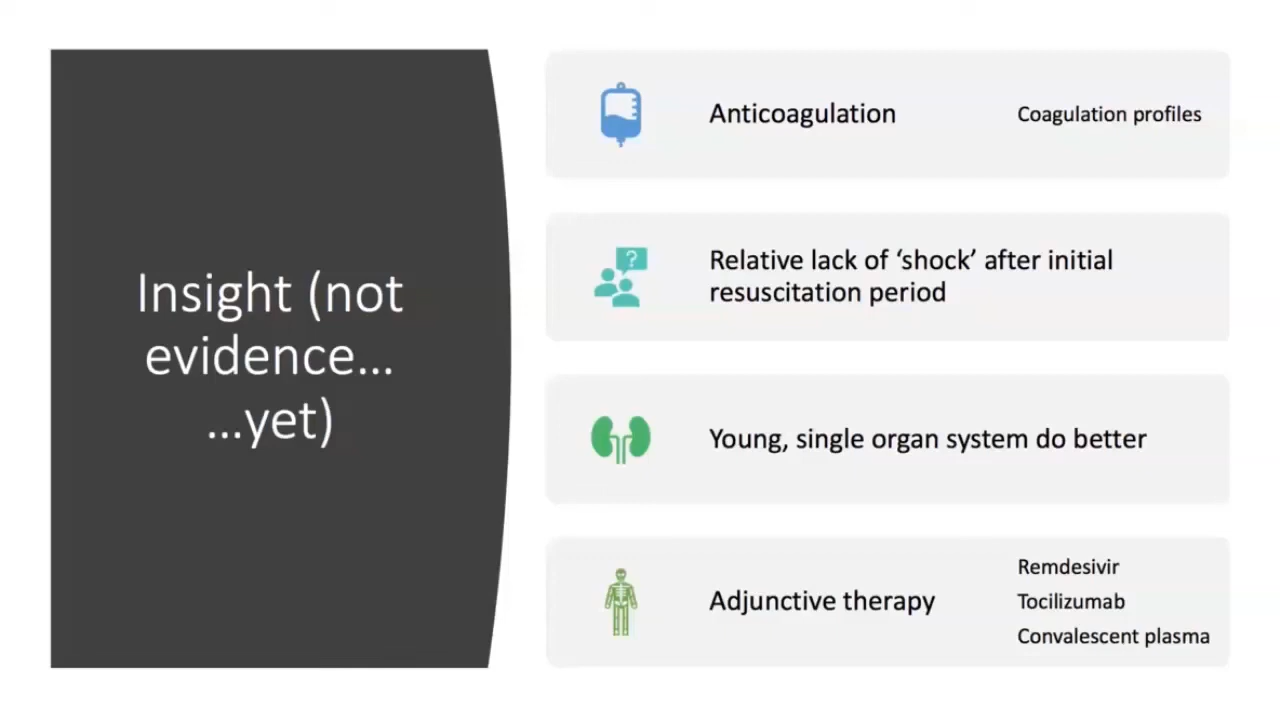 Insight (not
evidence…
…yet)
Anticoagulation
Coagulation profiles
?
Relative lack of ‘shock’ after initial
resuscitation period
Young, single organ system do better
Adjunctive therapy
Remdesivir
Tocilizumab
Convalescent plasma